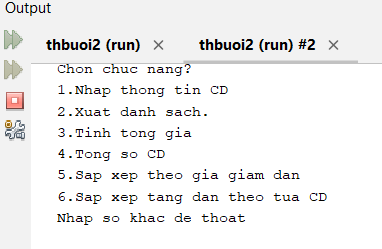 Output
thbuoi2 (run) × thbuoi2 (run) #2 ×
Chon chuc nang?
1.Nhap thong tin CD
2.Xuat danh sach.
3.Tinh tong gia
4.Tong so CD
5.Sap xep theo gia giam dan
6.Sap xep tang dan theo tua CD
Nhap so khac de thoat